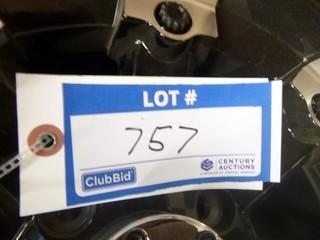 LOT #
757
ClubBid
CENTURY
AUCTIONS